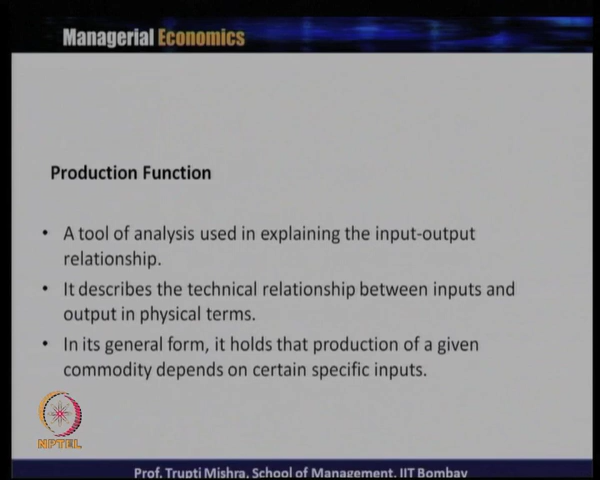 Managerial Economics
Production Function
• A tool of analysis used in explaining the input-output
relationship.
• It describes the technical relationship between inputs and
output in physical terms.
• In its general form, it holds that production of a given
commodity depends on certain specific inputs.
NPTEL
Prof. Trupti Mishra, School of Management, IIT Bombay